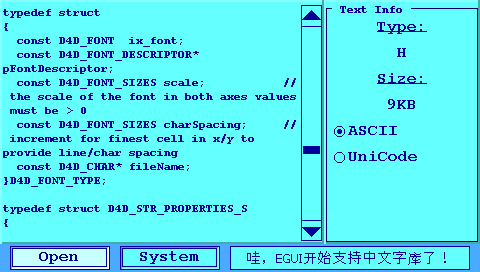 typedef struct
{
const D4D_FONT ix_font;
const D4D_FONT_DESCRIPTOR*
pFontDescriptor;
const D4D_FONT_SIZES scale; //
the scale of the font in both axes values
must be > 0
const D4D_FONT_SIZES charSpacing; //
increment for finest cell in x/y to
provide line/char spacing
const D4D_CHAR* fileName;
}D4D_FONT_TYPE;
typedef struct D4D_STR_PROPERTIES_S
{
Text Info
Type:
H
Size:
9KB
ASCII
UniCode
Open
System
哇，EGUI开始支持中文字库了！